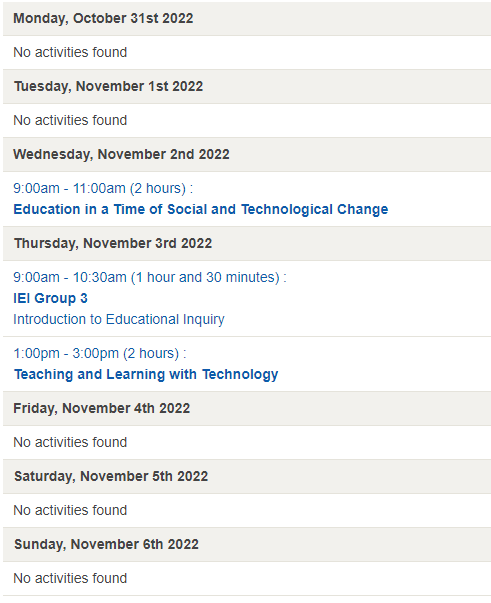 Monday, October 31st 2022
No activities found
Tuesday, November 1st 2022
No activities found
Wednesday, November 2nd 2022
9:00am - 11:00am (2 hours) :
Education in a Time of Social and Technological Change
Thursday, November 3rd 2022
9:00am - 10:30am (1 hour and 30 minutes) :
IEI Group 3
Introduction to Educational Inquiry
1:00pm - 3:00pm (2 hours) :
Teaching and Learning with Technology
Friday, November 4th 2022
No activities found
Saturday, November 5th 2022
No activities found
Sunday, November 6th 2022
No activities found